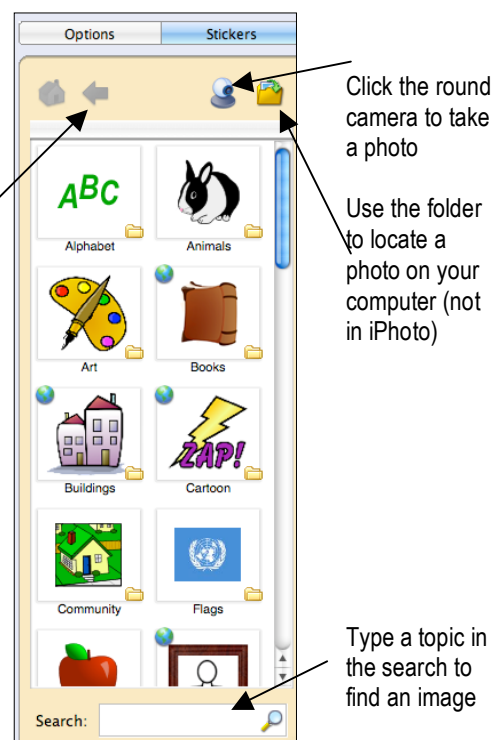 Options Stickers
Click the round
camera to take
a photo
Use the folder
to locate a
photo on your
computer (not
in iPhoto)
ABC
Alphabet Animals
Art Books
ZAP!
Buildings Cartoon
Community Flags
Type a topic in
the search to
find an image
Search: